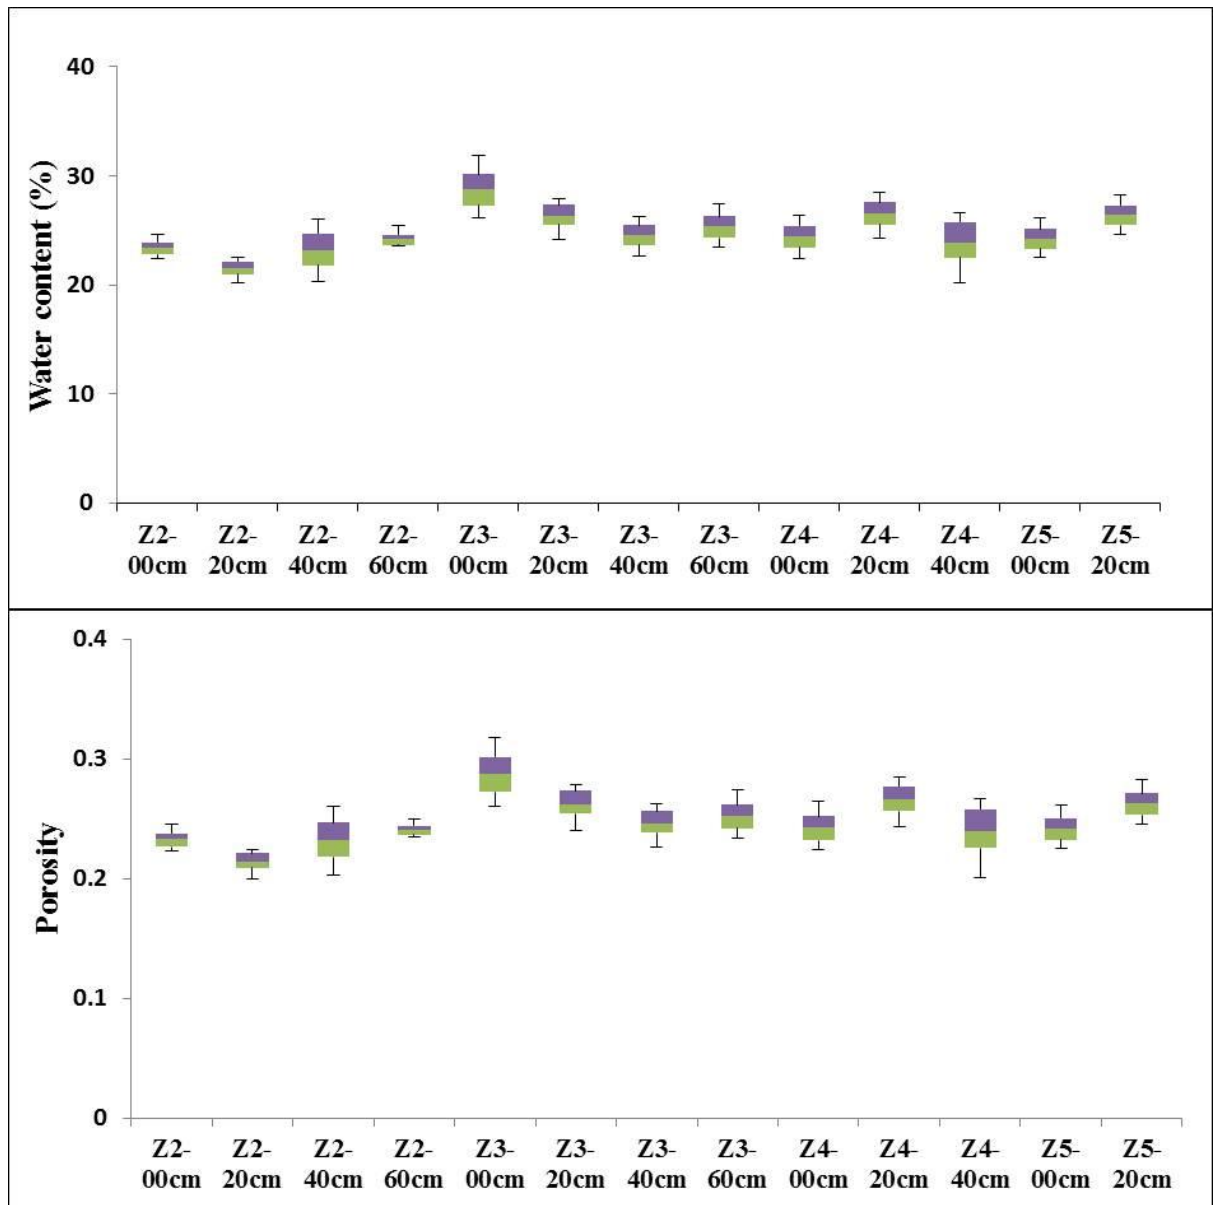 Water content (%)
40
30
20
10
0
Z2- Z2- Z2- Z2- Z3- Z3- Z3- Z3- Z4- Z4- Z4- Z5- Z5-
00cm 20cm 40cm 60cm 00cm 20cm 40cm 60cm 00cm 20cm 40cm 00cm 20cm
Porosity
0.4
0.3
0.2
0.1
0
Z2- Z2- Z2- Z2- Z3- Z3- Z3- Z3- Z4- Z4- Z4- Z5- Z5-
00cm 20cm 40cm 60cm 00cm 20cm 40cm 60cm 00cm 20cm 40cm 00cm 20cm